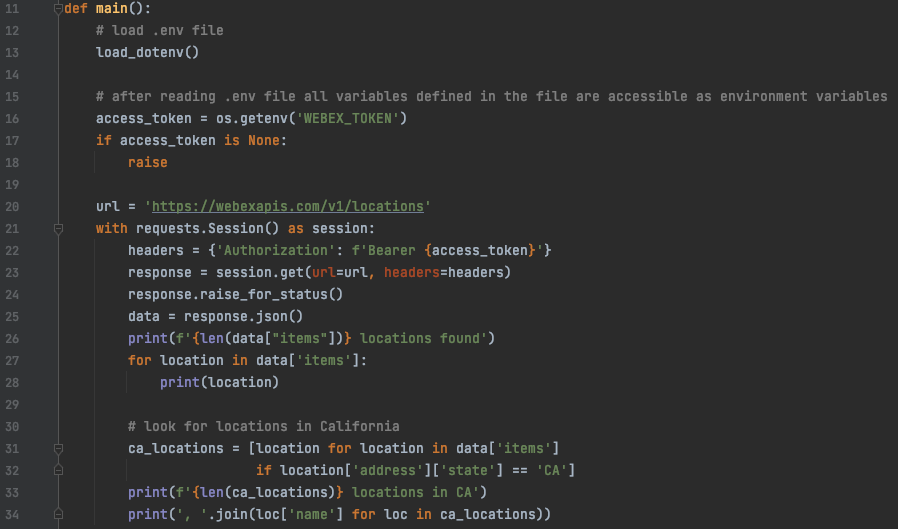 11 def main():
12     # load .env file
13     load_dotenv()
14
15     # after reading .env file all variables defined in the file are accessible as environment variables
16     access_token = os.getenv('WEBEX_TOKEN')
17     if access_token is None:
18         raise
19
20     url = 'https://webexapis.com/v1/locations'
21     with requests.Session() as session:
22         headers = {'Authorization': f'Bearer {access_token}'}
23         response = session.get(url=url, headers=headers)
24         response.raise_for_status()
25         data = response.json()
26         print(f'{len(data["items"])} locations found')
27         for location in data['items']:
28             print(location)
29
30         # look for locations in California
31         ca_locations = [location for location in data['items']
32                         if location['address']['state'] == 'CA']
33         print(f'{len(ca_locations)} locations in CA')
34         print(', '.join(loc['name'] for loc in ca_locations))